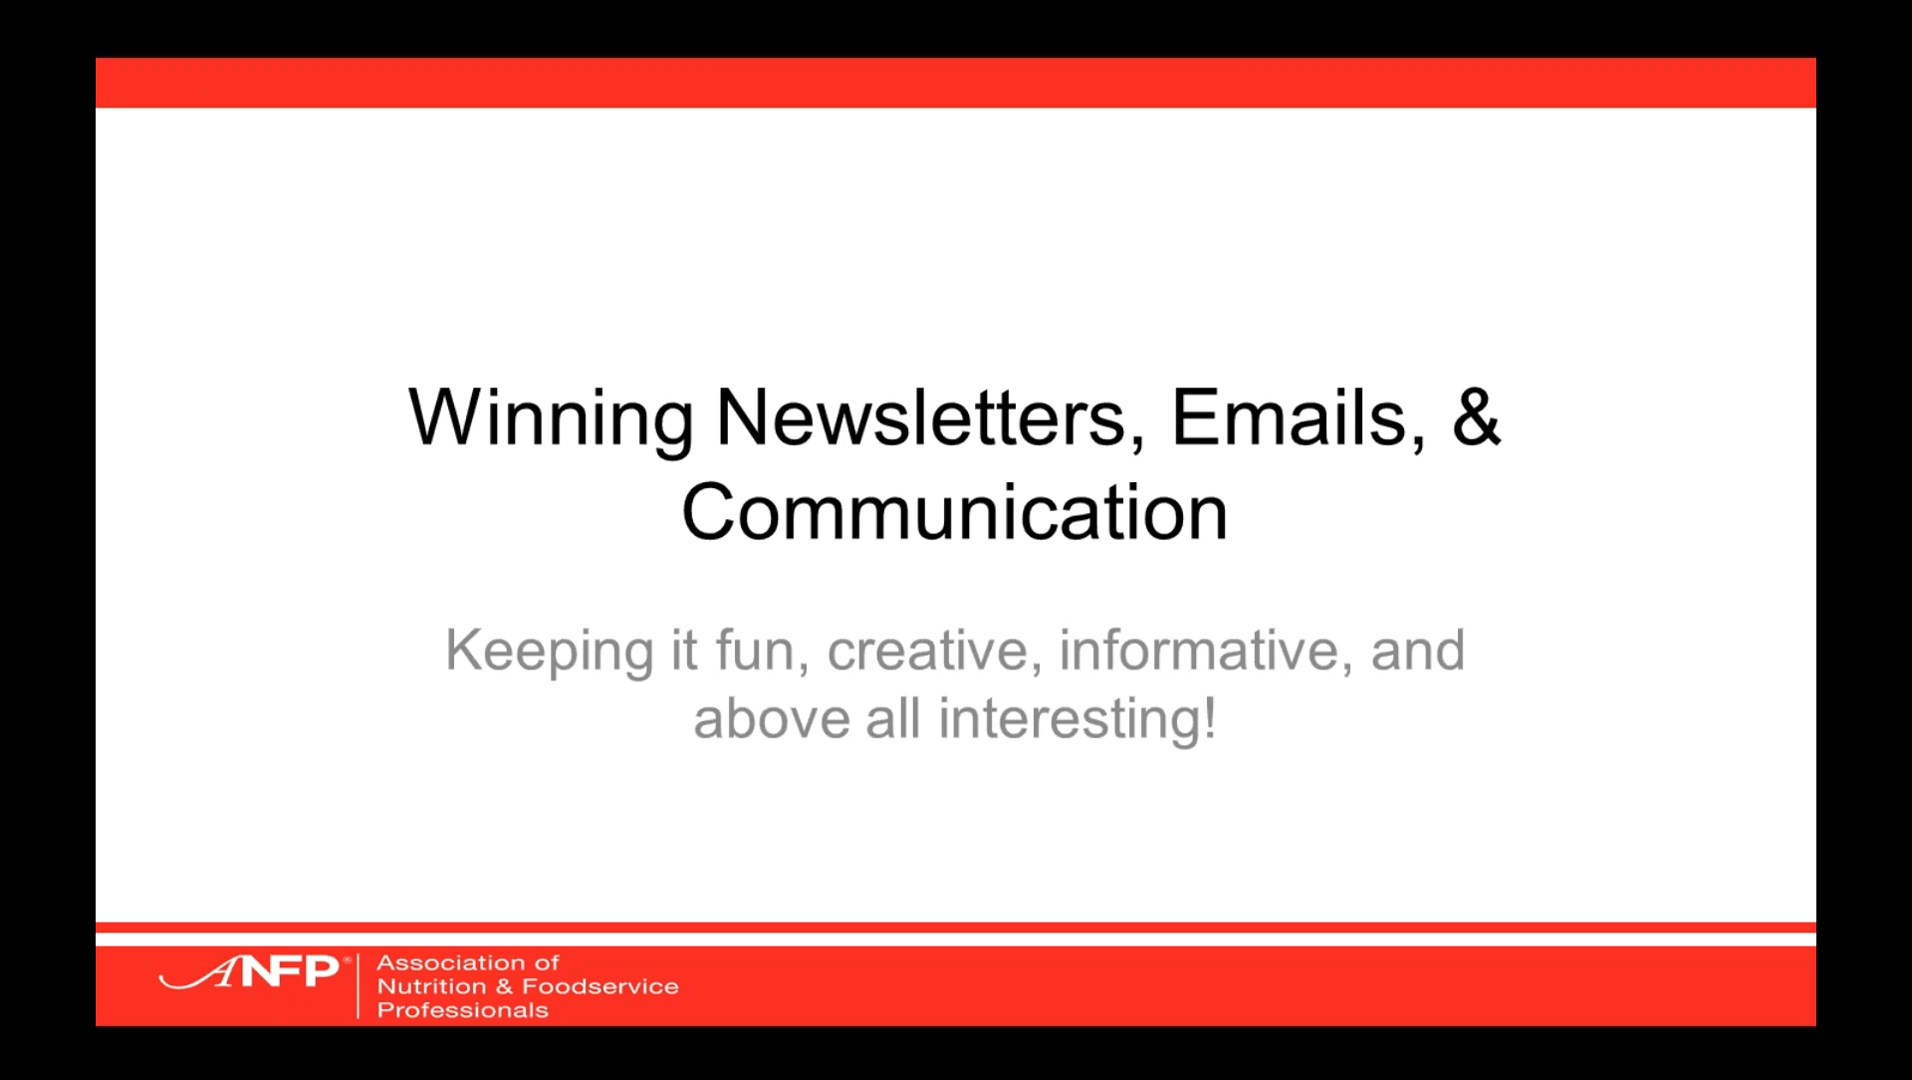 Winning Newsletters, Emails, &
Communication
Keeping it fun, creative, informative, and
above all interesting!
ANFP®
Association of
Nutrition & Foodservice
Professionals